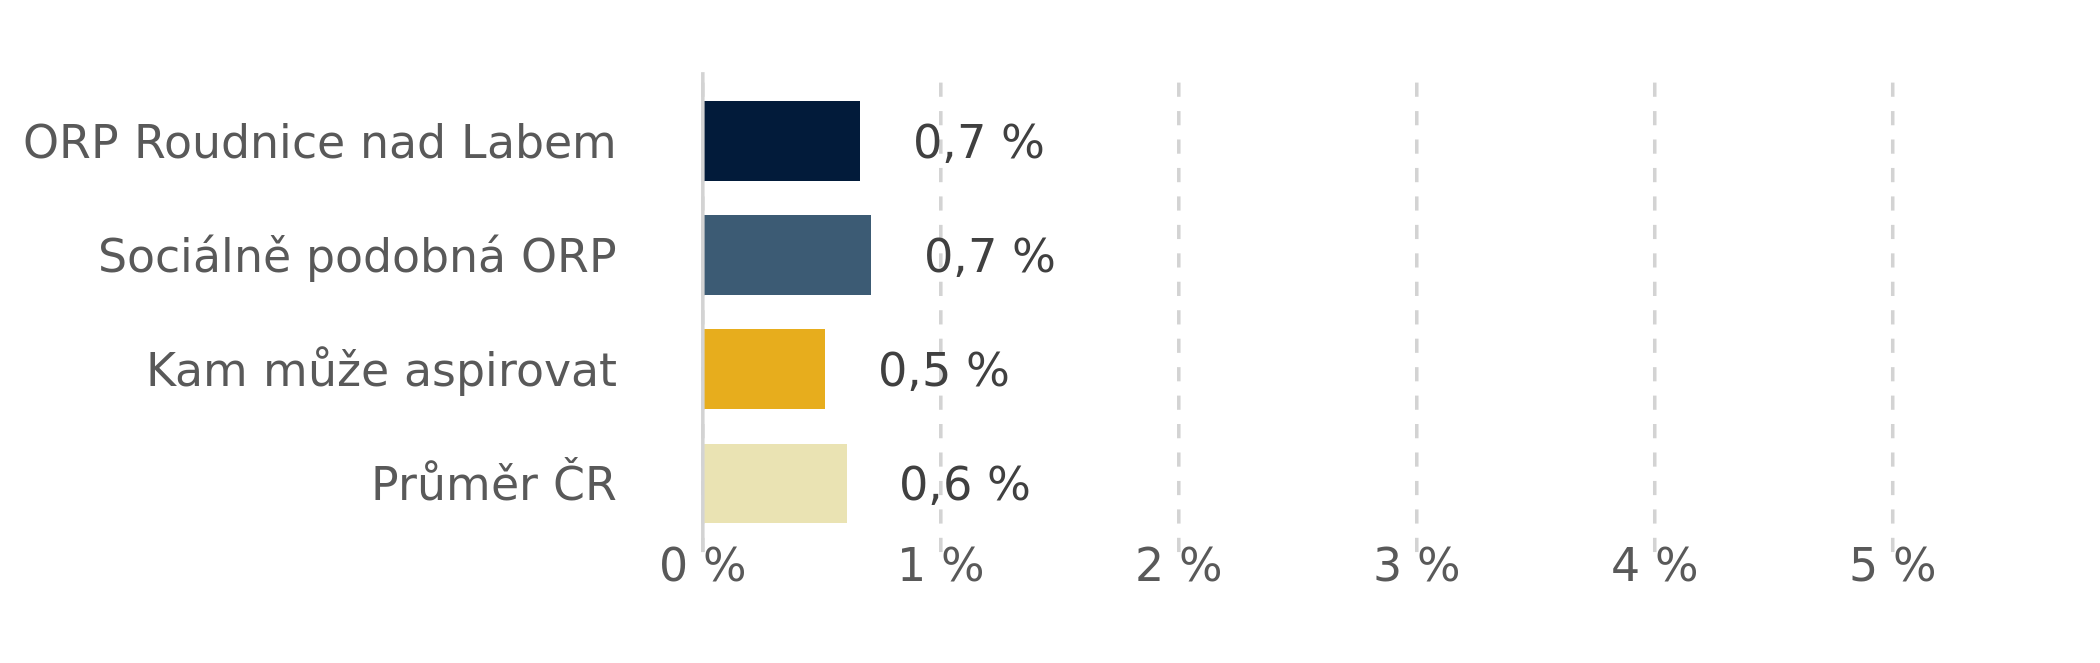 ORP Roudnice nad Labem 0,7 %
Sociálně podobná ORP 0,7 %
Kam může aspirovat 0,5 %
Průměr ČR 0,6 %
0 % 1 % 2 % 3 % 4 % 5 %